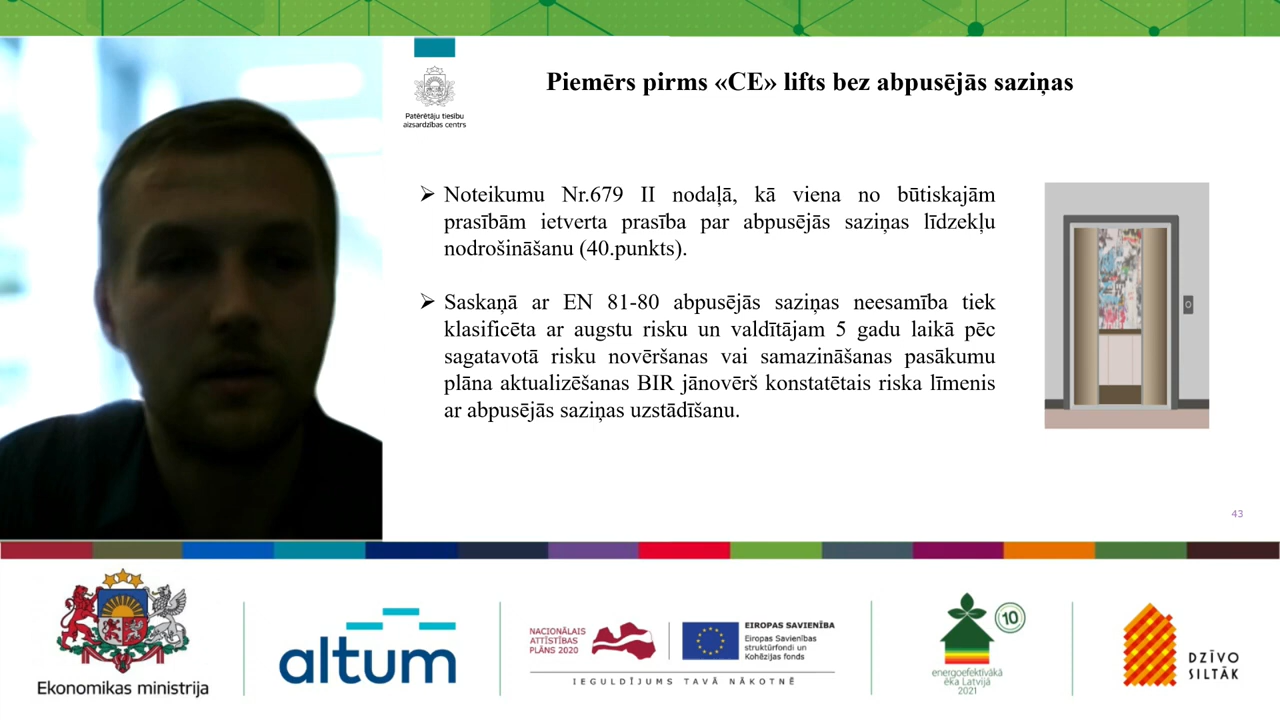 Piemērs pirms «CE» lifts bez abpusējās saziņas
Patērētāju tiesību
aizsardzības centrs
Noteikumu Nr.679 II nodaļā, kā viena no būtiskajām
prasībām ietverta prasība par abpusējās saziņas līdzekļu
nodrošināšanu (40.punkts).
Saskaņā ar EN 81-80 abpusējās saziņas neesamība tiek
klasificēta ar augstu risku un valdītājam 5 gadu laikā pēc
sagatavotā risku novēršanas vai samazināšanas pasākumu
plāna aktualizēšanas BIR jānovērš konstatētais riska līmenis
ar abpusējās saziņas uzstādīšanu.
43
Ekonomikas ministrija
altum
NACIONĀLAIS
ATTĪSTĪBAS
PLĀNS 2020
EIROPAS SAVIENĪBA
Eiropas Savienības
struktūrfondi un
Kohēzijas fonds
IEGULDĪJUMS TAVĀ NĀKOTNĒ
10
energoefektīvākā
ēka Latvijā
2021
DZĪVO
SILTĀK